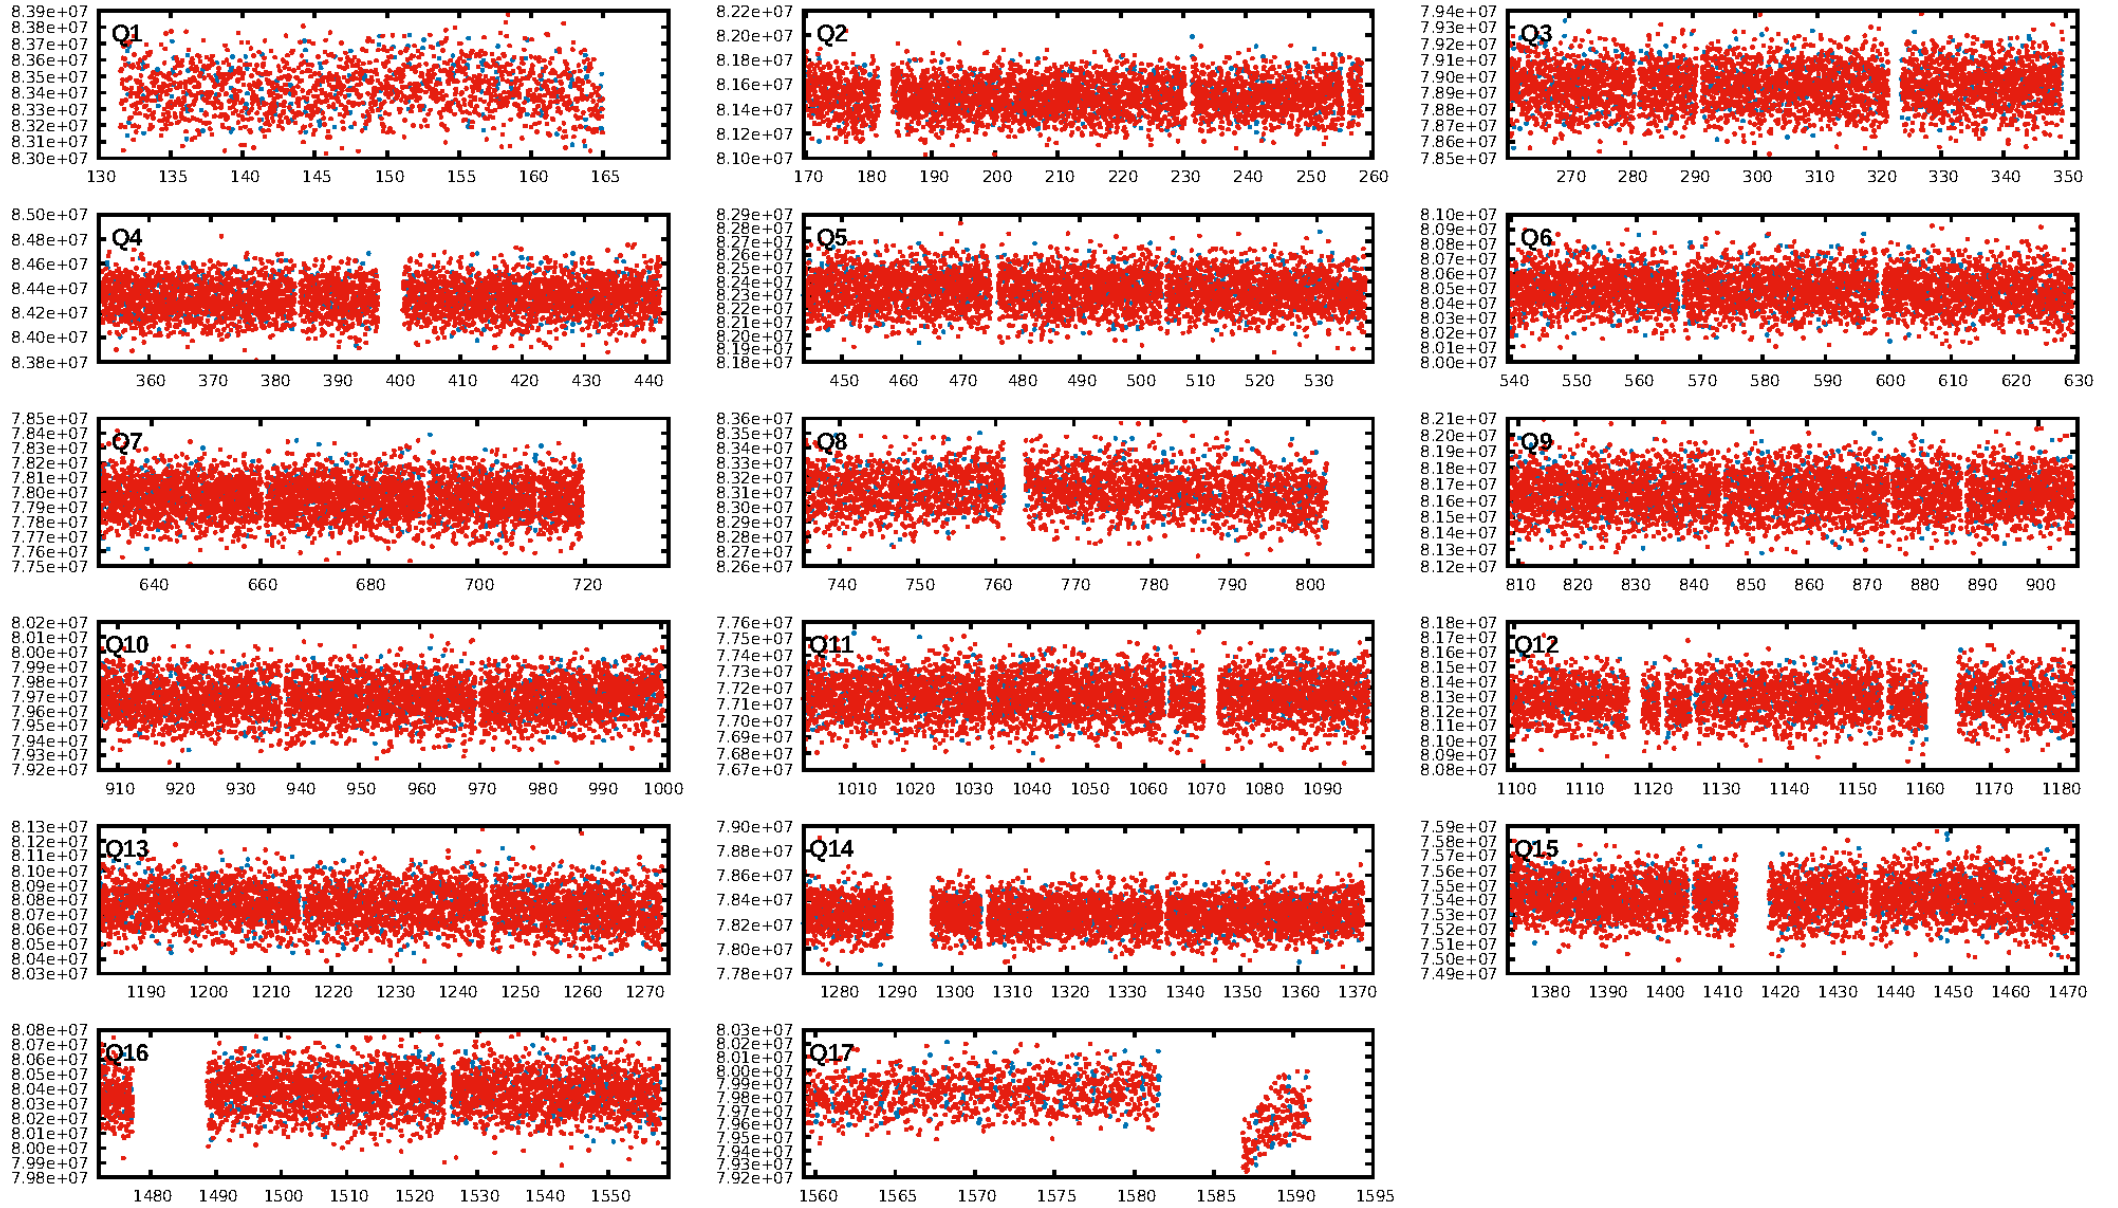 Q1
8.39e+07
8.38e+07
8.37e+07
8.36e+07
8.35e+07
8.34e+07
8.33e+07
8.32e+07
8.31e+07
8.30e+07
130 135 140 145 150 155 160 165
Q2
8.22e+07
8.20e+07
8.18e+07
8.16e+07
8.14e+07
8.12e+07
8.10e+07
170 180 190 200 210 220 230 240 250 260
Q3
7.94e+07
7.93e+07
7.92e+07
7.91e+07
7.90e+07
7.89e+07
7.88e+07
7.87e+07
7.86e+07
7.85e+07
270 280 290 300 310 320 330 340 350
Q4
8.50e+07
8.48e+07
8.46e+07
8.44e+07
8.42e+07
8.40e+07
8.38e+07
360 370 380 390 400 410 420 430 440
Q5
8.29e+07
8.28e+07
8.27e+07
8.26e+07
8.25e+07
8.24e+07
8.23e+07
8.22e+07
8.21e+07
8.20e+07
8.19e+07
8.18e+07
450 460 470 480 490 500 510 520 530
Q6
8.10e+07
8.09e+07
8.08e+07
8.07e+07
8.06e+07
8.05e+07
8.04e+07
8.03e+07
8.02e+07
8.01e+07
8.00e+07
540 550 560 570 580 590 600 610 620 630
Q7
7.85e+07
7.84e+07
7.83e+07
7.82e+07
7.81e+07
7.80e+07
7.79e+07
7.78e+07
7.77e+07
7.76e+07
7.75e+07
640 660 680 700 720
Q8
8.36e+07
8.35e+07
8.34e+07
8.33e+07
8.32e+07
8.31e+07
8.30e+07
8.29e+07
8.28e+07
8.27e+07
8.26e+07
740 750 760 770 780 790 800
Q9
8.21e+07
8.20e+07
8.19e+07
8.18e+07
8.17e+07
8.16e+07
8.15e+07
8.14e+07
8.13e+07
8.12e+07
810 820 830 840 850 860 870 880 890 900
Q10
8.02e+07
8.01e+07
8.00e+07
7.99e+07
7.98e+07
7.97e+07
7.96e+07
7.95e+07
7.94e+07
7.93e+07
7.92e+07
910 920 930 940 950 960 970 980 990 1000
Q11
7.76e+07
7.75e+07
7.74e+07
7.73e+07
7.72e+07
7.71e+07
7.70e+07
7.69e+07
7.68e+07
7.67e+07
1010 1020 1030 1040 1050 1060 1070 1080 1090
Q12
8.18e+07
8.17e+07
8.16e+07
8.15e+07
8.14e+07
8.13e+07
8.12e+07
8.11e+07
8.10e+07
8.09e+07
8.08e+07
1100 1110 1120 1130 1140 1150 1160 1170 1180
Q13
8.13e+07
8.12e+07
8.11e+07
8.10e+07
8.09e+07
8.08e+07
8.07e+07
8.06e+07
8.05e+07
8.04e+07
8.03e+07
1190 1200 1210 1220 1230 1240 1250 1260 1270
Q14
7.90e+07
7.88e+07
7.86e+07
7.84e+07
7.82e+07
7.80e+07
7.78e+07
1280 1290 1300 1310 1320 1330 1340 1350 1360 1370
Q15
7.59e+07
7.58e+07
7.57e+07
7.56e+07
7.55e+07
7.54e+07
7.53e+07
7.52e+07
7.51e+07
7.50e+07
7.49e+07
1380 1390 1400 1410 1420 1430 1440 1450 1460 1470
Q16
8.08e+07
8.07e+07
8.06e+07
8.05e+07
8.04e+07
8.03e+07
8.02e+07
8.01e+07
8.00e+07
7.99e+07
7.98e+07
1480 1490 1500 1510 1520 1530 1540 1550
Q17
8.03e+07
8.02e+07
8.01e+07
8.00e+07
7.99e+07
7.98e+07
7.97e+07
7.96e+07
7.95e+07
7.94e+07
7.93e+07
7.92e+07
1560 1565 1570 1575 1580 1585 1590 1595